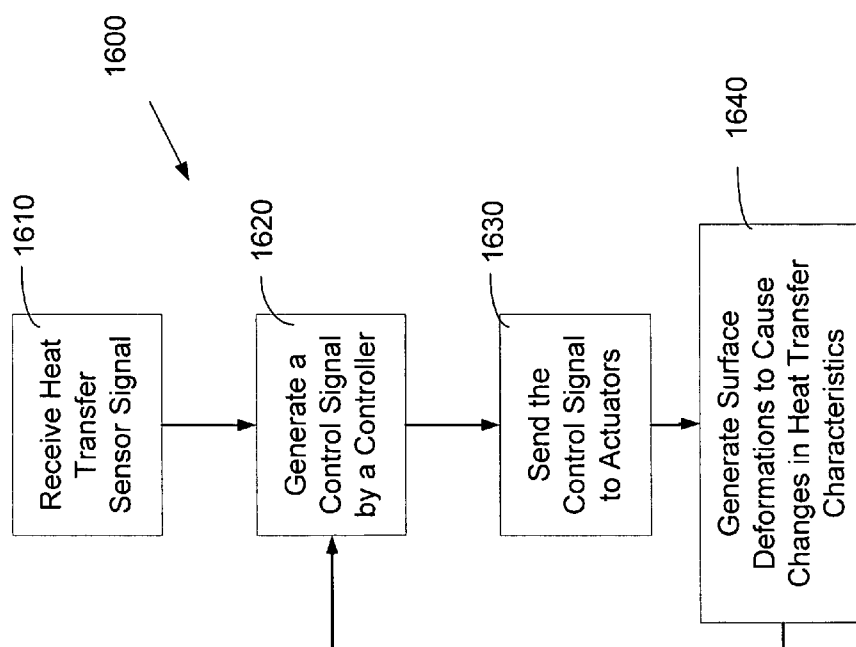 1600
1610
Receive Heat
Transfer
Sensor Signal
1620
Generate a
Control Signal
by a Controller
1630
Send the
Control Signal
to Actuators
1640
Generate Surface
Deformations to Cause
Changes in Heat Transfer
Characteristics